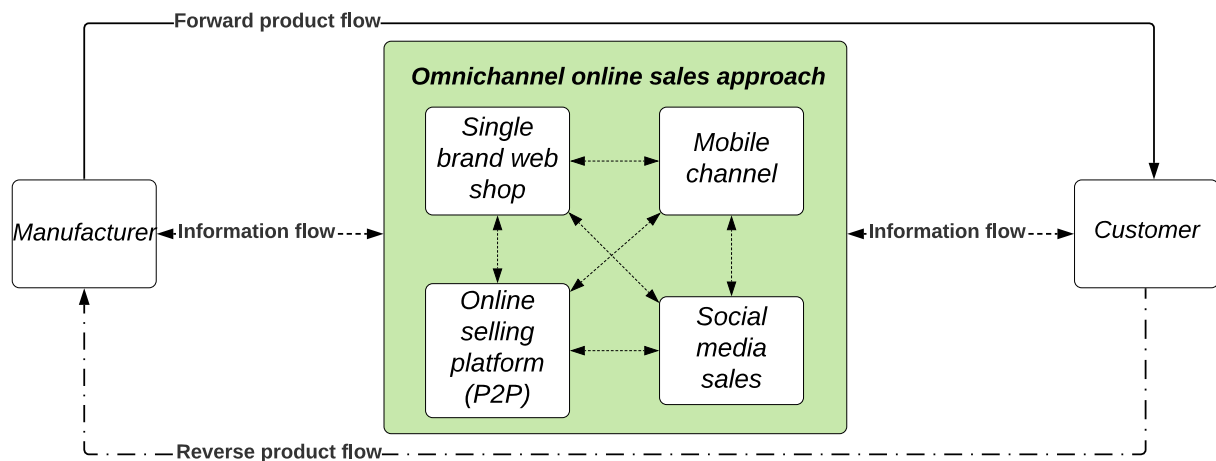 Forward product flow
Omnichannel online sales approach
Single
brand web
shop
Mobile
channel
Manufacturer
Information flow
Information flow
Customer
Online
selling
platform
(P2P)
Social
media
sales
Reverse product flow